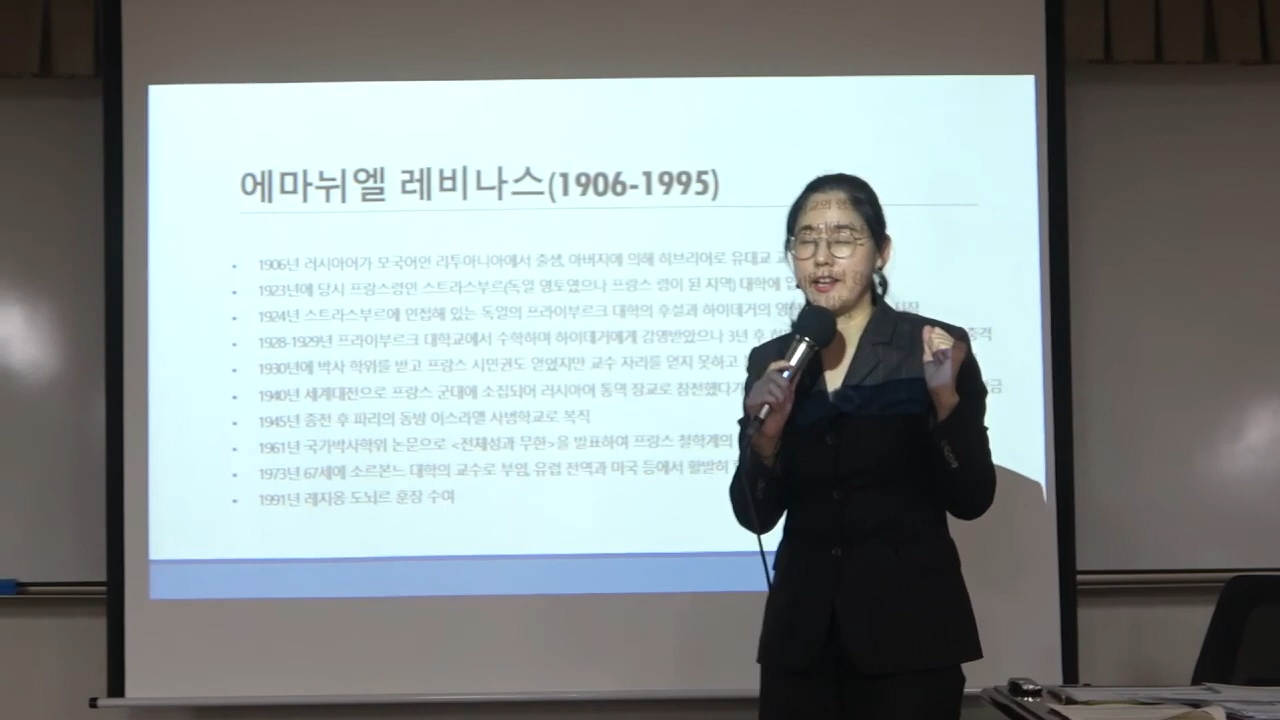 에마뉘엘 레비나스(1906-1995)
1906년 러시아어가 모국어인 리투아니아에서 출생, 아버지에 의해 히브리어로 유대교
1923년에 당시 프랑스령인 스트라스부르(독일 영토였으나 프랑스 령이 된 지역) 대학에
1924년 스트라스부르에 인접해 있는 독일의 프라이부르크 대학의 후설과 하이데거의
1928-1929년 프라이부르크 대학교에서 수학하며 하이데거에게 감명받았으나 3년 후
1930년에 박사 학위를 받고 프랑스 시민권도 얻었지만 교수 자리를 얻지 못하고
1940년 세계대전으로 프랑스 군대에 소집되어 러시아어 통역 장교로 참전했다가
1945년 종전 후 파리의 동방 이스라엘 사범학교로 복직
1961년 국가박사학위 논문으로 <전체성과 무한>을 발표하여 프랑스 철학계의
1973년 67세에 소르본느 대학의 교수로 부임, 유럽 전역과 미국 등에서 활발히
1991년 레지옹 도뇌르 훈장 수여